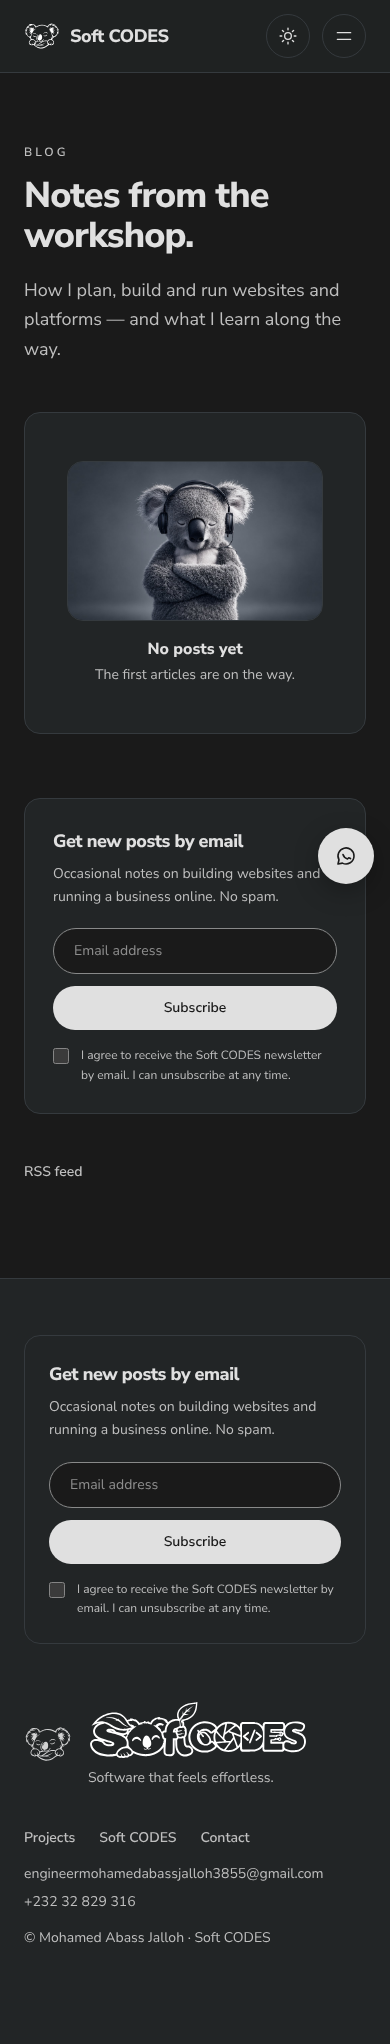 Soft CODES
BLOG
Notes from the
workshop.
How I plan, build and run websites and
platforms — and what I learn along the
way.
No posts yet
The first articles are on the way.
Get new posts by email
Occasional notes on building websites and
running a business online. No spam.
Email address
Subscribe
I agree to receive the Soft CODES newsletter
by email. I can unsubscribe at any time.
RSS feed
Get new posts by email
Occasional notes on building websites and
running a business online. No spam.
Email address
Subscribe
I agree to receive the Soft CODES newsletter by
email. I can unsubscribe at any time.
SoftCODES
Software that feels effortless.
Projects Soft CODES Contact
engineermohamedabassjalloh3855@gmail.com
+232 32 829 316
© Mohamed Abass Jalloh · Soft CODES